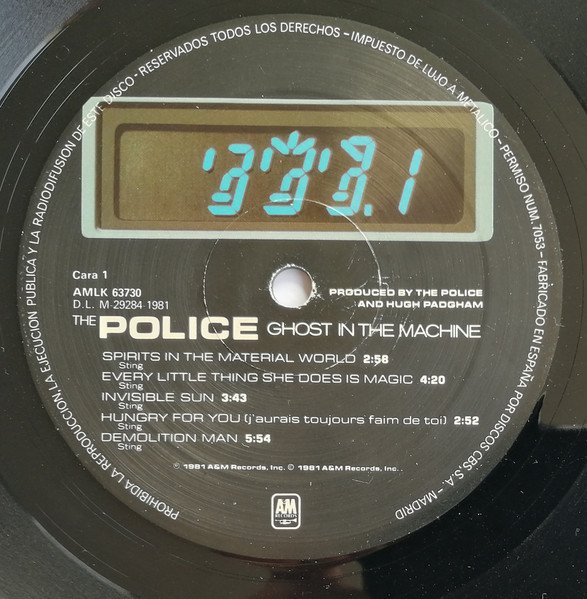 PROHIBIDA LA REPRODUCCION, LA EJECUCION PUBLICA Y LA RADIODIFUSION DE ESTE DISCO - RESERVADOS TODOS LOS DERECHOS - IMPUESTO DE LUJO A METALICO - PERMISO NUM. 7053 - FABRICADO EN ESPAÑA POR DISCOS CBS, S.A. - MADRID
Cara 1
AMLK 63730
D.L. M-29284-1981
PRODUCED BY THE POLICE
AND HUGH PADGHAM
THE POLICE GHOST IN THE MACHINE
SPIRITS IN THE MATERIAL WORLD 2:58
Sting
EVERY LITTLE THING SHE DOES IS MAGIC 4:20
Sting
INVISIBLE SUN 3:43
Sting
HUNGRY FOR YOU (j'aurais toujours faim de toi) 2:52
Sting
DEMOLITION MAN 5:54
Sting
℗ 1981 A&M Records, Inc. © 1981 A&M Records, Inc.
A&M
RECORDS